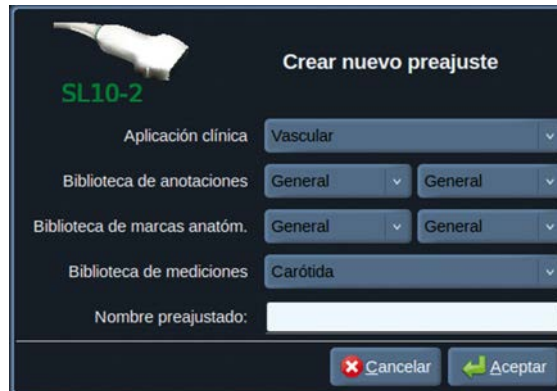 SL10-2
Crear nuevo preajuste
Aplicación clínica Vascular
Biblioteca de anotaciones General General
Biblioteca de marcas anatóm. General General
Biblioteca de mediciones Carótida
Nombre preajustado:
Cancelar Aceptar